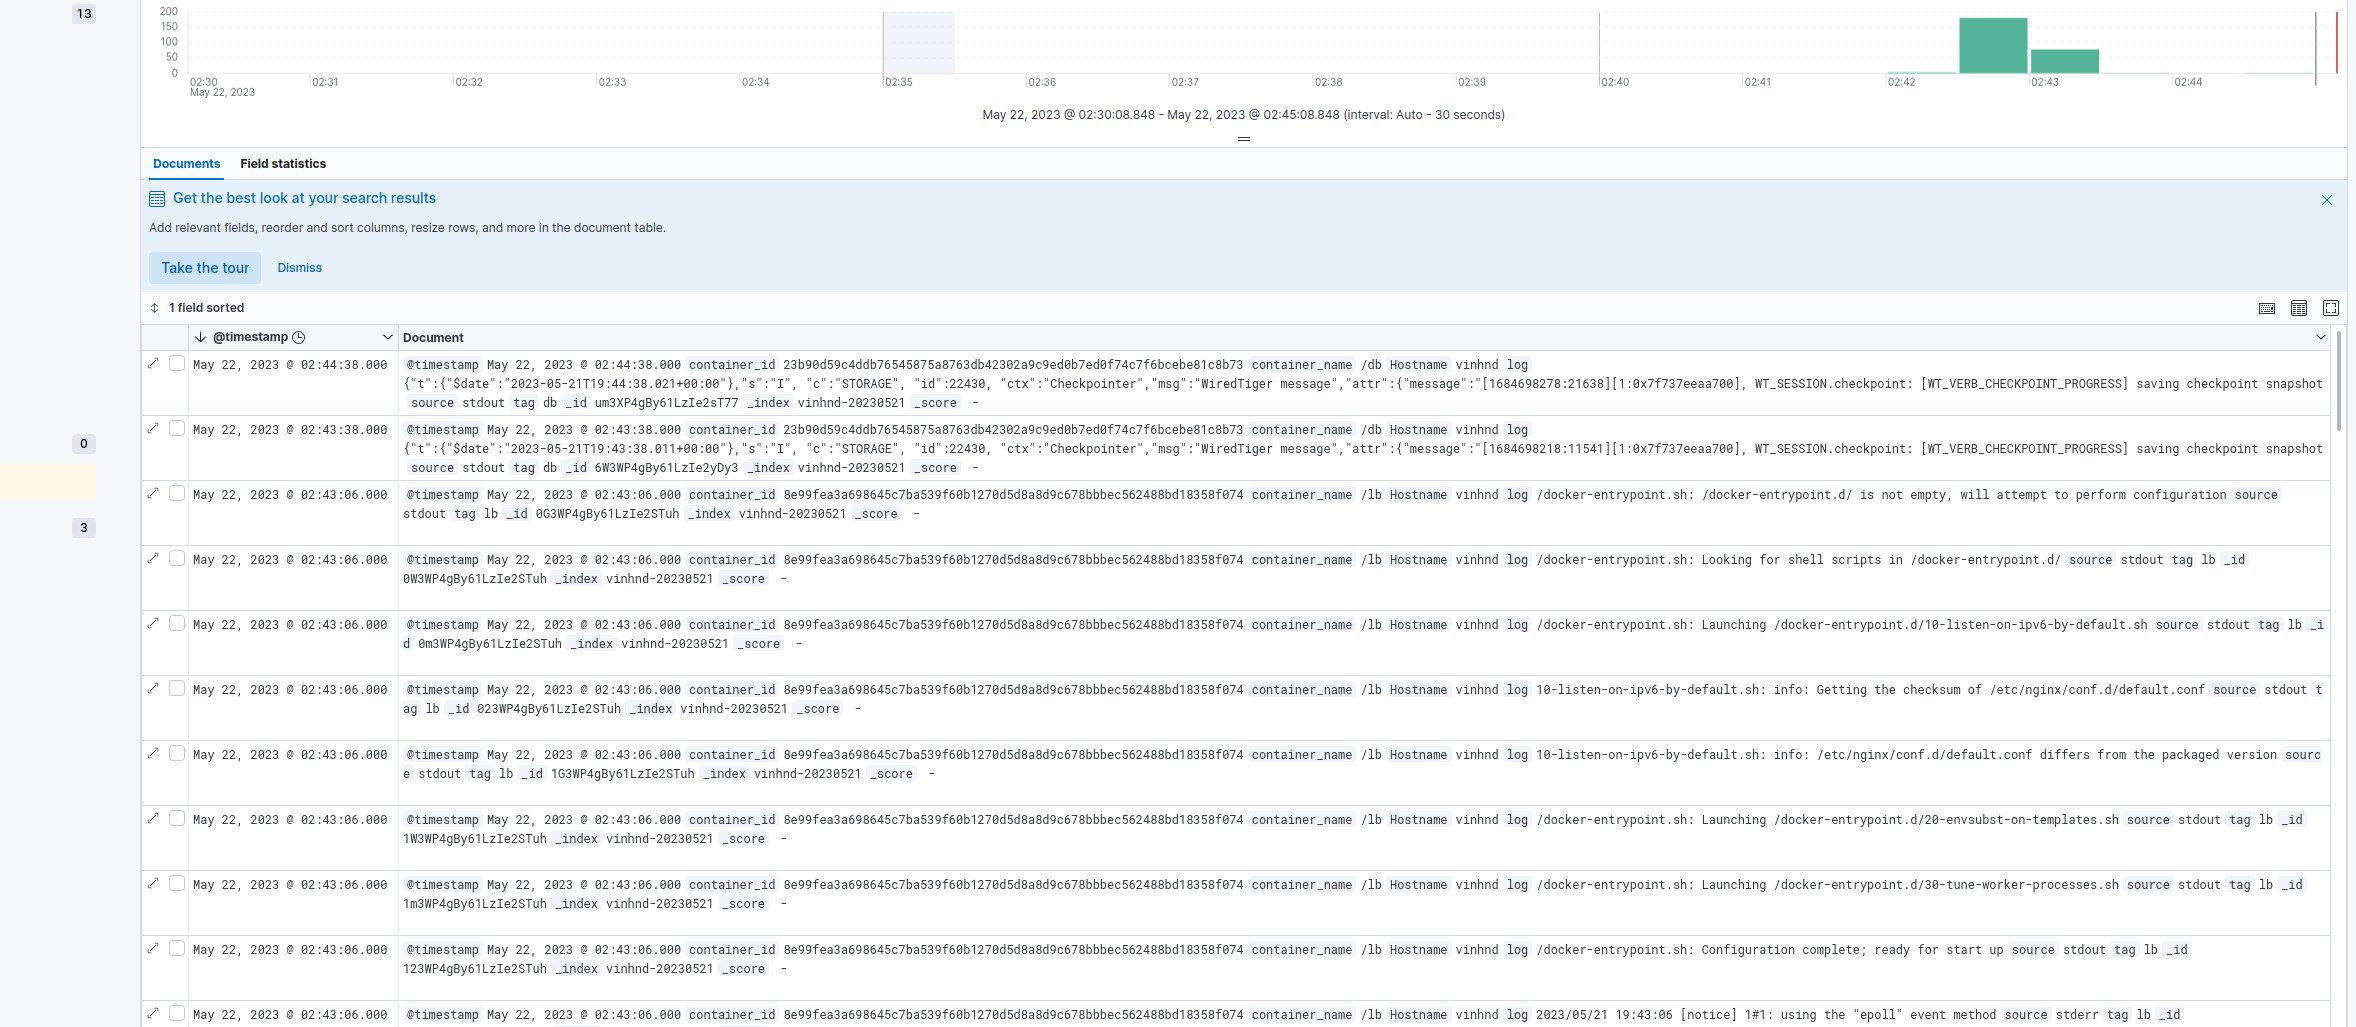 13
200
150
100
50
0
02:30 02:31 02:32 02:33 02:34 02:35 02:36 02:37 02:38 02:39 02:40 02:41 02:42 02:43 02:44
May 22, 2023
May 22, 2023 @ 02:30:08.848 - May 22, 2023 @ 02:45:08.848 (interval: Auto - 30 seconds)
Documents Field statistics
Get the best look at your search results
Add relevant fields, reorder and sort columns, resize rows, and more in the document table.
Take the tour Dismiss
1 field sorted
@timestamp Document
May 22, 2023 @ 02:44:38.000 @timestamp May 22, 2023 @ 02:44:38.000 container_id 23b90d59c4ddb76545875a8763db42302a9c9ed0b7ed0f74c7f6bcebe81c8b73 container_name /db Hostname vinhnd log
{"t":{"$date":"2023-05-21T19:44:38.021+00:00"},"s":"I", "c":"STORAGE", "id":22430, "ctx":"Checkpointer","msg":"WiredTiger message","attr":{"message":"[1684698278:21638][1:0x7f737eeaa700], WT_SESSION.checkpoint: [WT_VERB_CHECKPOINT_PROGRESS] saving checkpoint snapshot
source stdout tag db _id um3XP4gBy61LzIe2sT77 _index vinhnd-20230521 _score -
0
May 22, 2023 @ 02:43:38.000 @timestamp May 22, 2023 @ 02:43:38.000 container_id 23b90d59c4ddb76545875a8763db42302a9c9ed0b7ed0f74c7f6bcebe81c8b73 container_name /db Hostname vinhnd log
{"t":{"$date":"2023-05-21T19:43:38.011+00:00"},"s":"I", "c":"STORAGE", "id":22430, "ctx":"Checkpointer","msg":"WiredTiger message","attr":{"message":"[1684698218:11541][1:0x7f737eeaa700], WT_SESSION.checkpoint: [WT_VERB_CHECKPOINT_PROGRESS] saving checkpoint snapshot
source stdout tag db _id 6W3WP4gBy61LzIe2yDy3 _index vinhnd-20230521 _score -
3
May 22, 2023 @ 02:43:06.000 @timestamp May 22, 2023 @ 02:43:06.000 container_id 8e99fea3a698645c7ba539f60b1270d5d8a8d9c678bbbec562488bd18358f074 container_name /lb Hostname vinhnd log /docker-entrypoint.sh: /docker-entrypoint.d/ is not empty, will attempt to perform configuration source
stdout tag lb _id 0G3WP4gBy61LzIe2STuh _index vinhnd-20230521 _score -
May 22, 2023 @ 02:43:06.000 @timestamp May 22, 2023 @ 02:43:06.000 container_id 8e99fea3a698645c7ba539f60b1270d5d8a8d9c678bbbec562488bd18358f074 container_name /lb Hostname vinhnd log /docker-entrypoint.sh: Looking for shell scripts in /docker-entrypoint.d/ source stdout tag lb _id
0W3WP4gBy61LzIe2STuh _index vinhnd-20230521 _score -
May 22, 2023 @ 02:43:06.000 @timestamp May 22, 2023 @ 02:43:06.000 container_id 8e99fea3a698645c7ba539f60b1270d5d8a8d9c678bbbec562488bd18358f074 container_name /lb Hostname vinhnd log /docker-entrypoint.sh: Launching /docker-entrypoint.d/10-listen-on-ipv6-by-default.sh source stdout tag lb _i
d 0m3WP4gBy61LzIe2STuh _index vinhnd-20230521 _score -
May 22, 2023 @ 02:43:06.000 @timestamp May 22, 2023 @ 02:43:06.000 container_id 8e99fea3a698645c7ba539f60b1270d5d8a8d9c678bbbec562488bd18358f074 container_name /lb Hostname vinhnd log 10-listen-on-ipv6-by-default.sh: info: Getting the checksum of /etc/nginx/conf.d/default.conf source stdout t
ag lb _id 023WP4gBy61LzIe2STuh _index vinhnd-20230521 _score -
May 22, 2023 @ 02:43:06.000 @timestamp May 22, 2023 @ 02:43:06.000 container_id 8e99fea3a698645c7ba539f60b1270d5d8a8d9c678bbbec562488bd18358f074 container_name /lb Hostname vinhnd log 10-listen-on-ipv6-by-default.sh: info: /etc/nginx/conf.d/default.conf differs from the packaged version sourc
e stdout tag lb _id 1G3WP4gBy61LzIe2STuh _index vinhnd-20230521 _score -
May 22, 2023 @ 02:43:06.000 @timestamp May 22, 2023 @ 02:43:06.000 container_id 8e99fea3a698645c7ba539f60b1270d5d8a8d9c678bbbec562488bd18358f074 container_name /lb Hostname vinhnd log /docker-entrypoint.sh: Launching /docker-entrypoint.d/20-envsubst-on-templates.sh source stdout tag lb _id
1W3WP4gBy61LzIe2STuh _index vinhnd-20230521 _score -
May 22, 2023 @ 02:43:06.000 @timestamp May 22, 2023 @ 02:43:06.000 container_id 8e99fea3a698645c7ba539f60b1270d5d8a8d9c678bbbec562488bd18358f074 container_name /lb Hostname vinhnd log /docker-entrypoint.sh: Launching /docker-entrypoint.d/30-tune-worker-processes.sh source stdout tag lb _id
1m3WP4gBy61LzIe2STuh _index vinhnd-20230521 _score -
May 22, 2023 @ 02:43:06.000 @timestamp May 22, 2023 @ 02:43:06.000 container_id 8e99fea3a698645c7ba539f60b1270d5d8a8d9c678bbbec562488bd18358f074 container_name /lb Hostname vinhnd log /docker-entrypoint.sh: Configuration complete; ready for start up source stdout tag lb _id
123WP4gBy61LzIe2STuh _index vinhnd-20230521 _score -
May 22, 2023 @ 02:43:06.000 @timestamp May 22, 2023 @ 02:43:06.000 container_id 8e99fea3a698645c7ba539f60b1270d5d8a8d9c678bbbec562488bd18358f074 container_name /lb Hostname vinhnd log 2023/05/21 19:43:06 [notice] 1#1: using the "epoll" event method source stderr tag lb _id